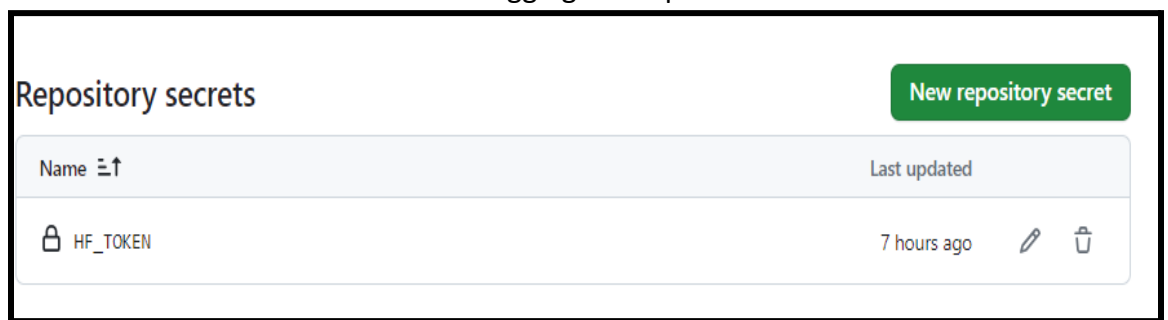 Repository secrets
New repository secret
Name
Last updated
HF_TOKEN
7 hours ago